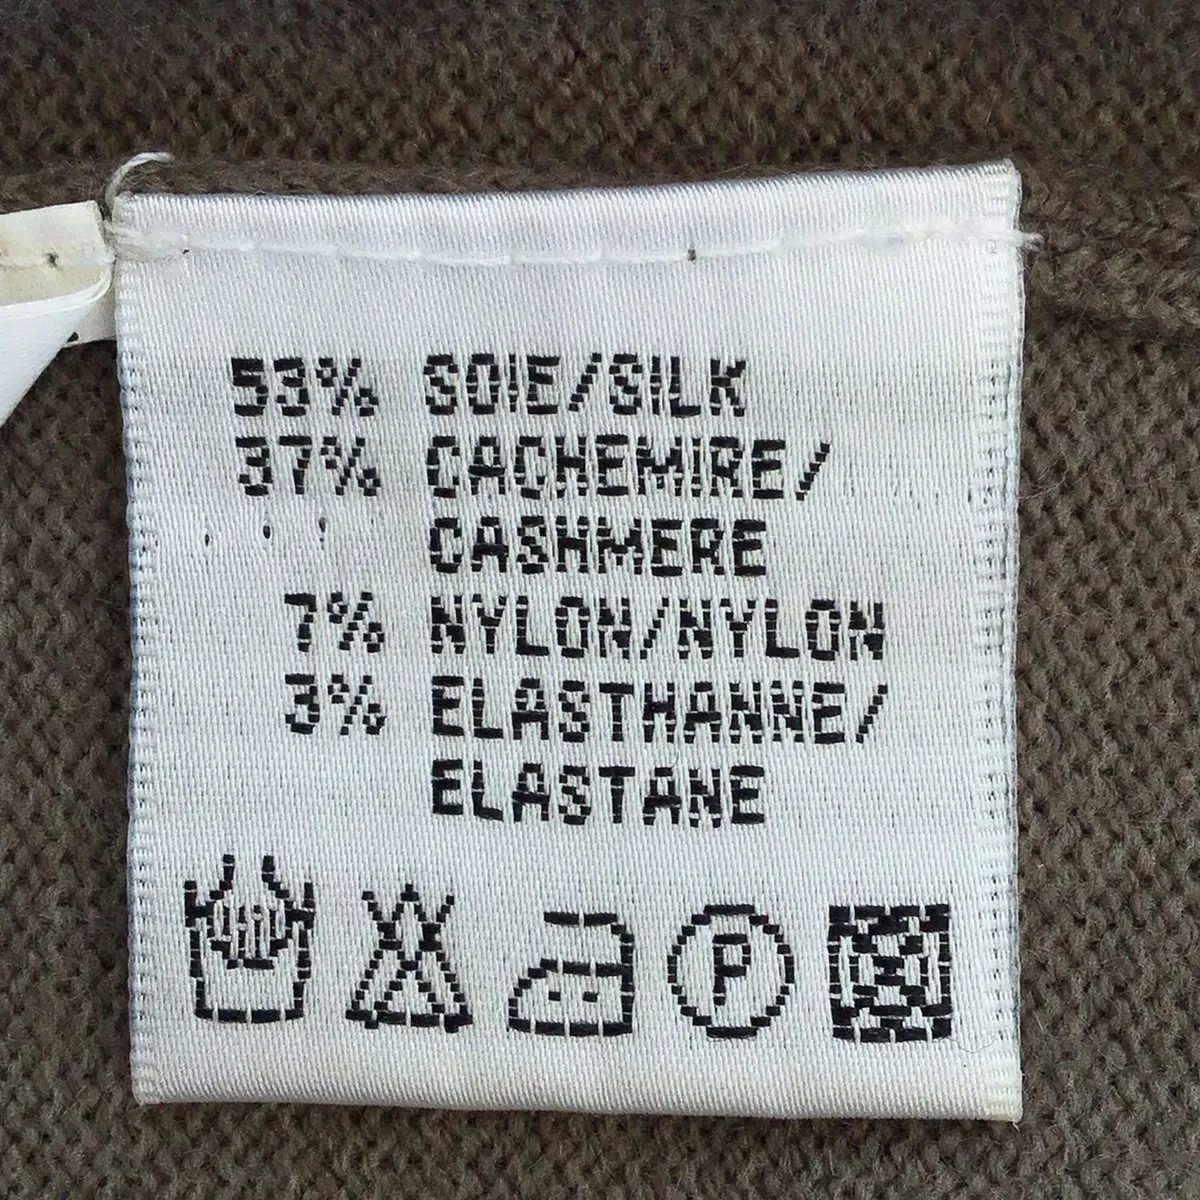 53% SOIE/SILK
37% CACHEMIRE/
CASHMERE
7% NYLON/NYLON
3% ELASTHANNE/
ELASTANE
P